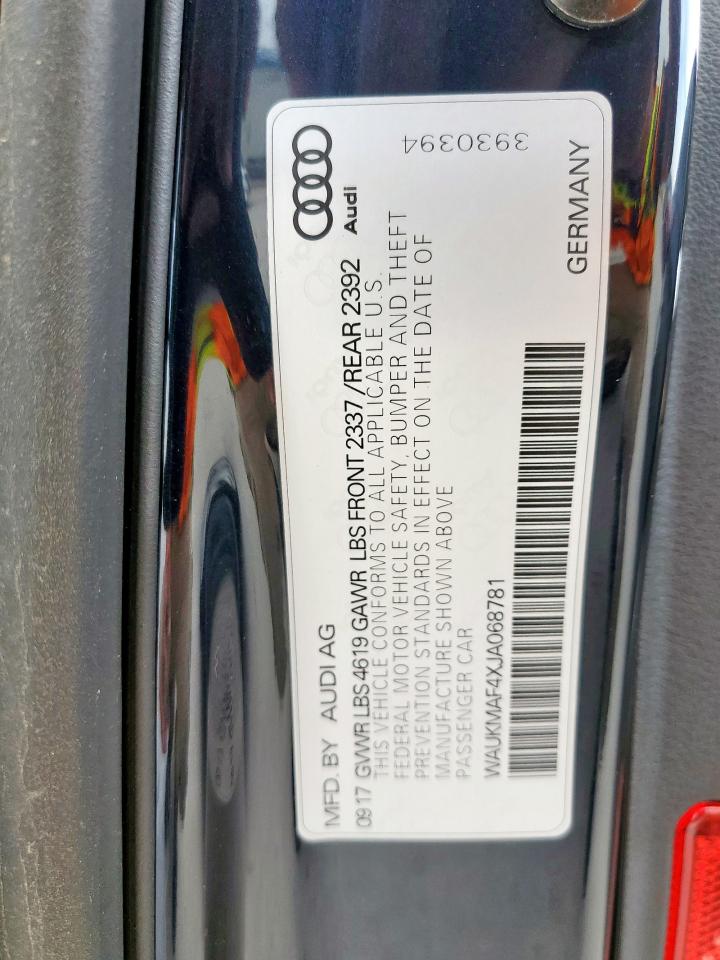 MFD. BY AUDI AG
09 17 GVWR LBS 4619 GAWR LBS FRONT 2337 / REAR 2392
THIS VEHICLE CONFORMS TO ALL APPLICABLE U.S.
FEDERAL MOTOR VEHICLE SAFETY, BUMPER AND THEFT
PREVENTION STANDARDS IN EFFECT ON THE DATE OF
MANUFACTURE SHOWN ABOVE
PASSENGER CAR
WAUKMAF4XJA068781
Audi
3930394
GERMANY